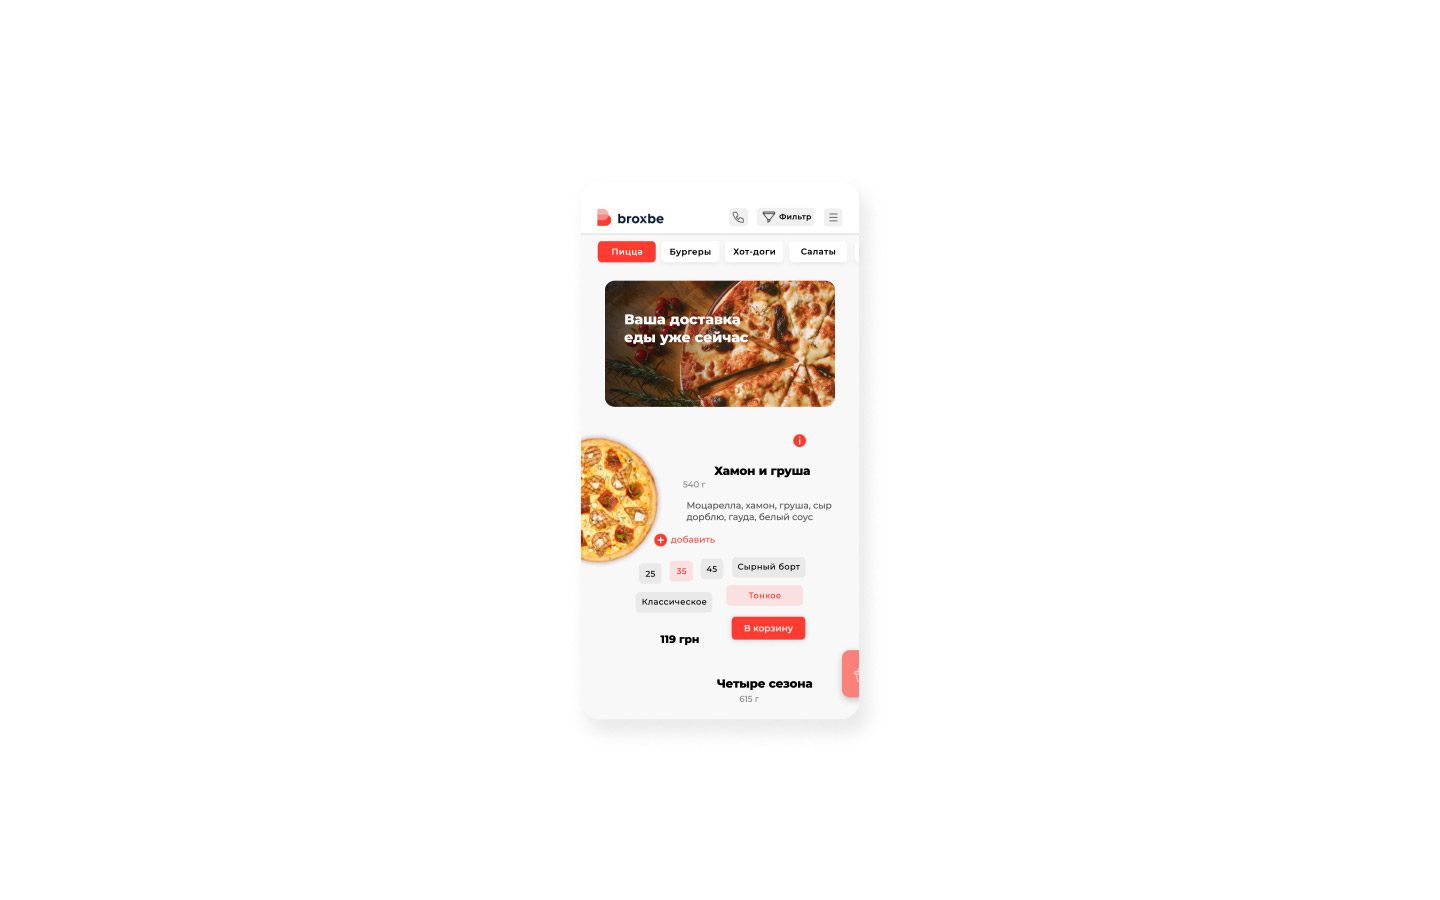 broxbe
Фильтр
Пицца
Бургеры
Хот-доги
Салаты
Ваша доставка
еды уже сейчас
Хамон и груша
540 г
Моцарелла, хамон, груша, сыр
дорблю, гауда, белый соус
добавить
25
35
45
Сырный борт
Классическое
Тонкое
119 грн
В корзину
Четыре сезона
615 г